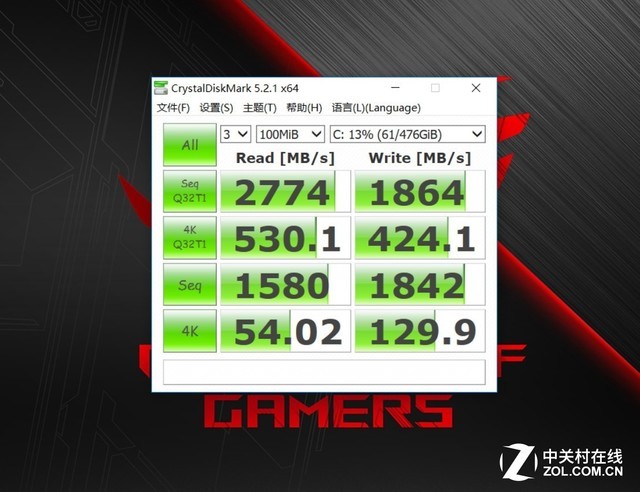 CrystalDiskMark 5.2.1 x64
文件(F) 设置(S) 主题(T) 帮助(H) 语言(L)(Language)
All 3 100MiB C: 13% (61/476GiB)
Read [MB/s] Write [MB/s]
Seq Q32T1 2774 1864
4K Q32T1 530.1 424.1
Seq 1580 1842
4K 54.02 129.9
GAMERS
中关村在线
ZOL.COM.CN